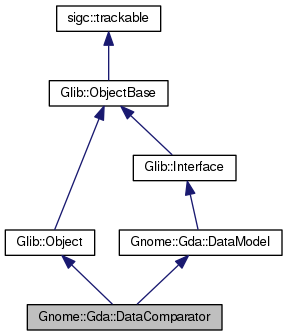 sigc::trackable
Glib::ObjectBase
Glib::Interface
Glib::Object
Gnome::Gda::DataModel
Gnome::Gda::DataComparator